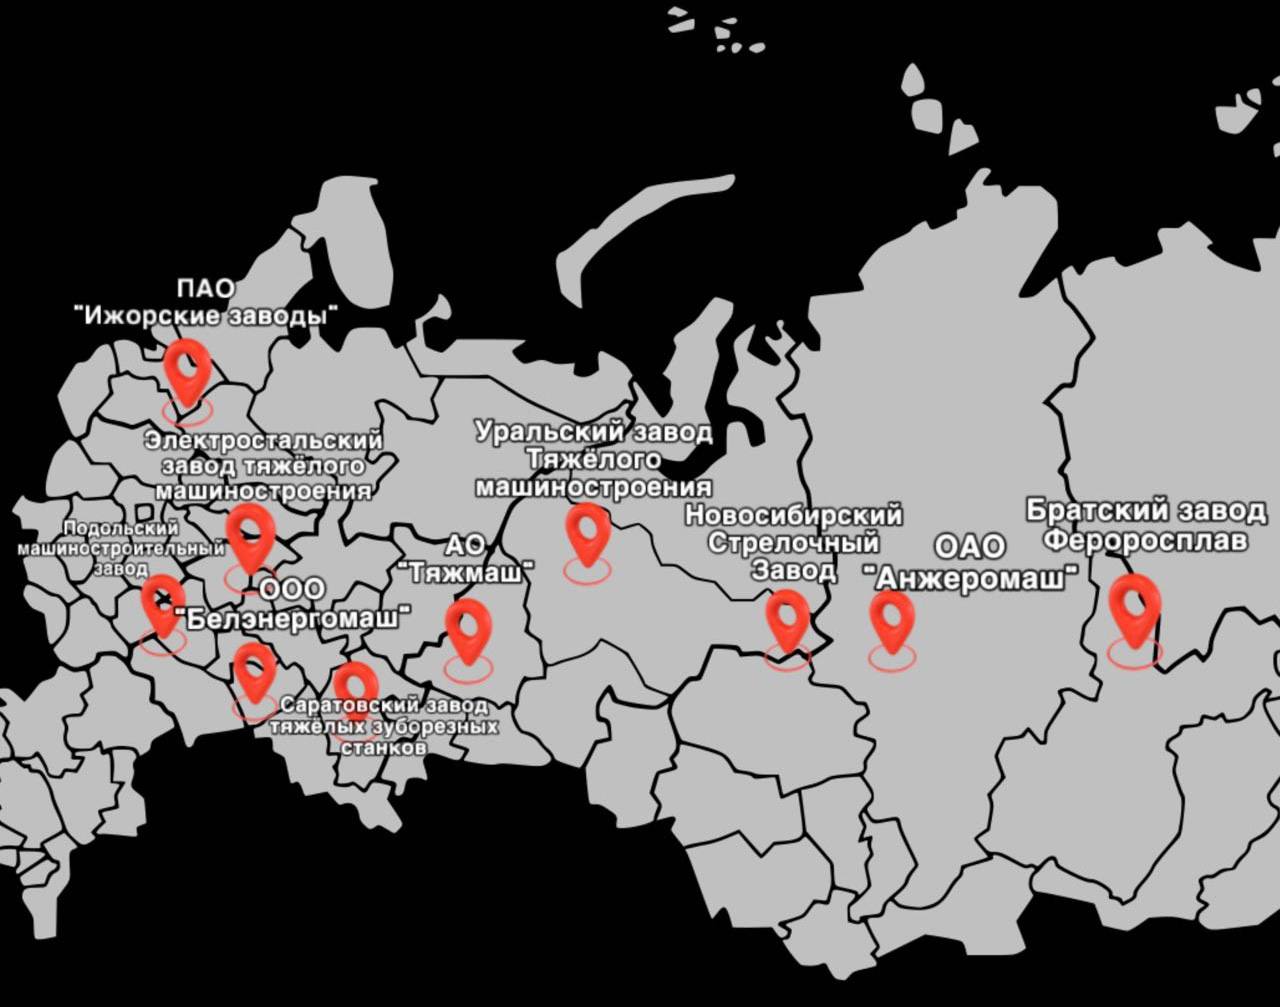 ПАО
"Ижорские заводы"
Электростальский
завод тяжёлого
машиностроения
Уральский завод
Тяжёлого
машиностроения
Подольский
машиностроительный
завод
АО
"Тяжмаш"
Новосибирский
Стрелочный
Завод
ОАО
"Анжеромаш"
Братский завод
Феросплав
ООО
"Белэнергомаш"
Саратовский завод
тяжёлых зуборезных
станков